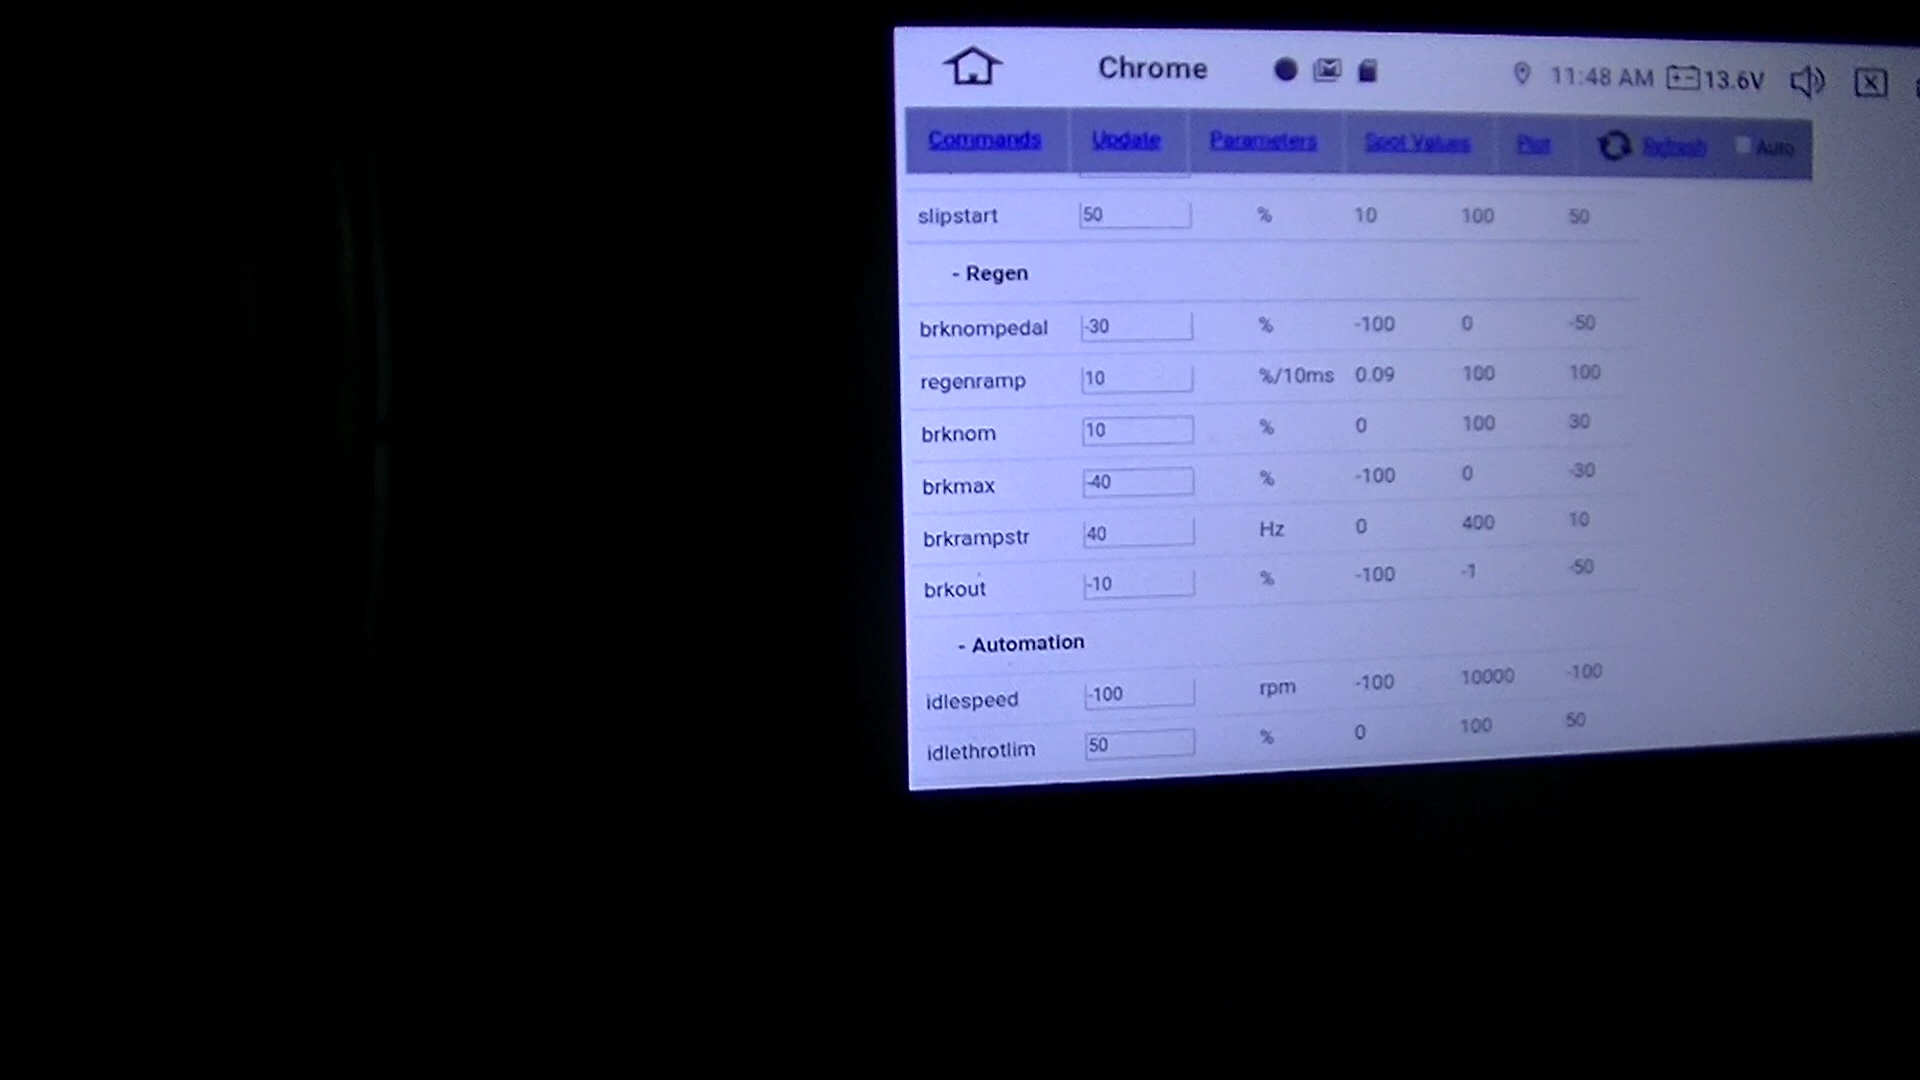 Chrome 11:48 AM 13.6V
Commands Update Parameters Spot Values Plot Refresh Auto
slipstart 50 % 10 100 50
- Regen
brknompedal -30 % -100 0 -50
regenramp 10 %/10ms 0.09 100 100
brknom 10 % 0 100 30
brkmax -40 % -100 0 -30
brkrampstr 40 Hz 0 400 10
brkout -10 % -100 -1 -50
- Automation
idlespeed -100 rpm -100 10000 -100
idlethrotlim 50 % 0 100 50